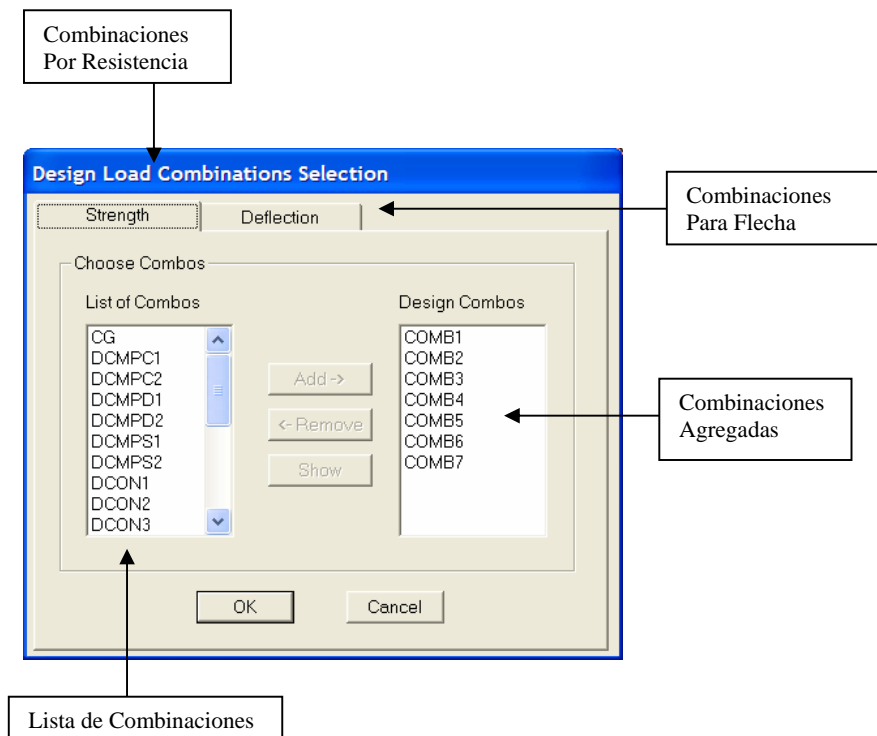 Combinaciones
Por Resistencia
Design Load Combinations Selection
Strength Deflection
Combinaciones
Para Flecha
Choose Combos
List of Combos Design Combos
CG
DCMPC1
DCMPC2
DCMPD1
DCMPD2
DCMPS1
DCMPS2
DCON1
DCON2
DCON3
Add ->
<- Remove
Show
COMB1
COMB2
COMB3
COMB4
COMB5
COMB6
COMB7
Combinaciones
Agregadas
OK Cancel
Lista de Combinaciones